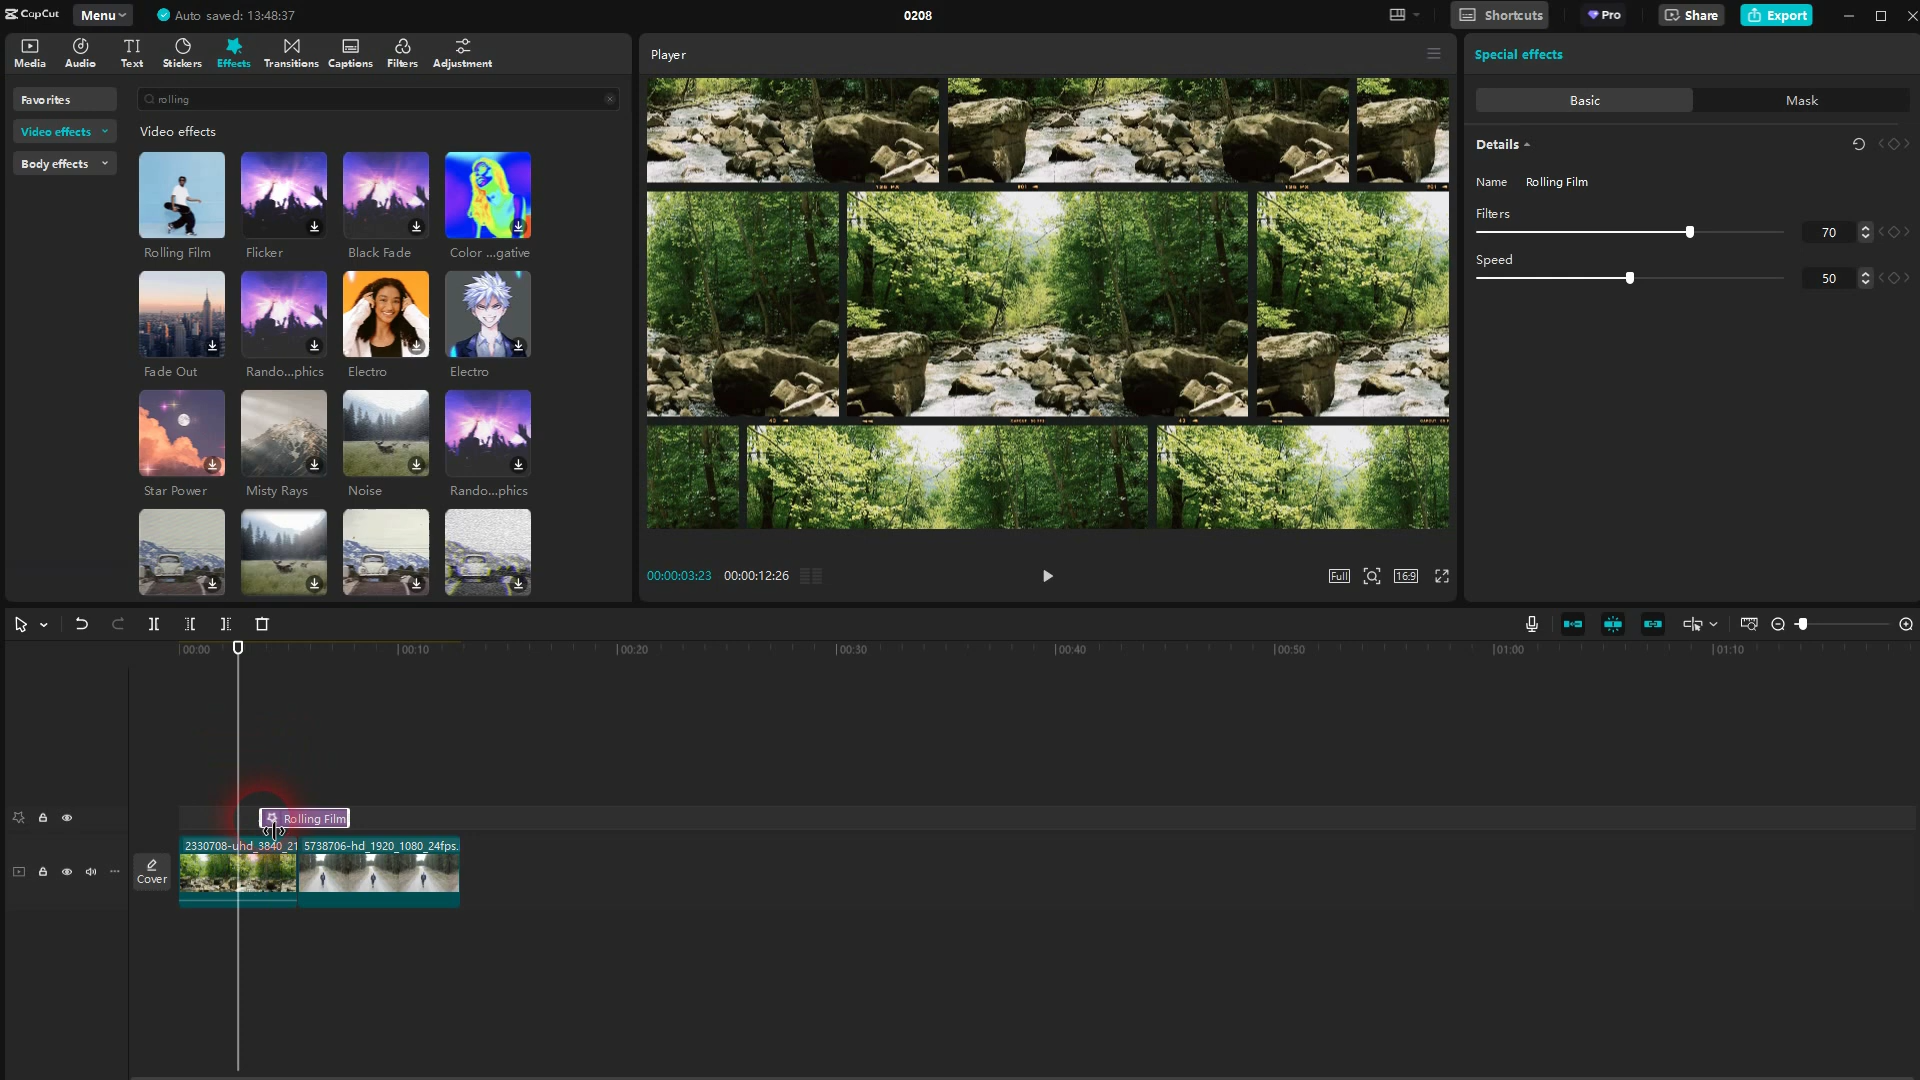 CapCut
Menu
Auto saved: 13:48:37
0208
Shortcuts
Pro
Share
Export
Media
Audio
Text
Stickers
Effects
Transitions
Captions
Filters
Adjustment
Favorites
Video effects
Body effects
rolling
Video effects
Rolling Film
Flicker
Black Fade
Color ...gative
Fade Out
Rando...phics
Electro
Electro
Star Power
Misty Rays
Noise
Rando...phics
Player
00:00:03:23
00:00:12:26
Full
16:9
Special effects
Basic
Mask
Details
Name
Rolling Film
Filters
70
Speed
50
00:00
00:10
00:20
00:30
00:40
00:50
01:00
01:10
Rolling Film
2330708-uhd_3840_21
5738706-hd_1920_1080_24fps.
Cover